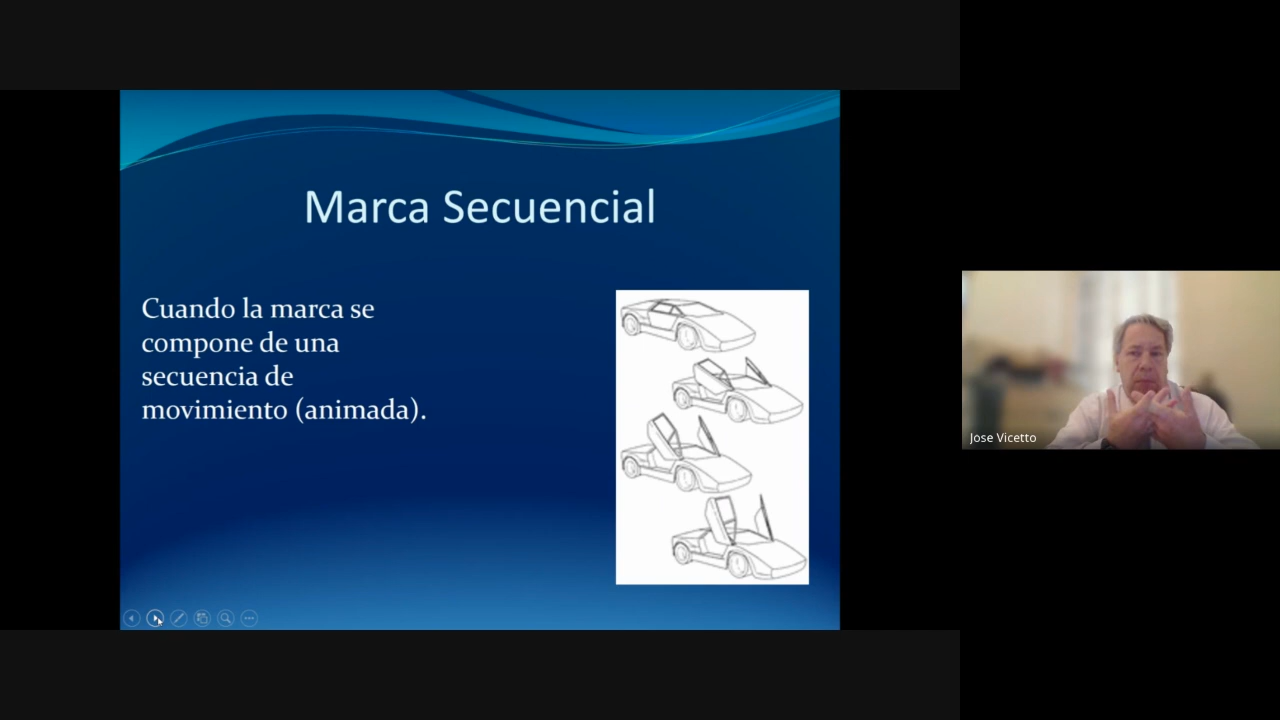 Marca Secuencial
Cuando la marca se
compone de una
secuencia de
movimiento (animada).
Jose Vicetto